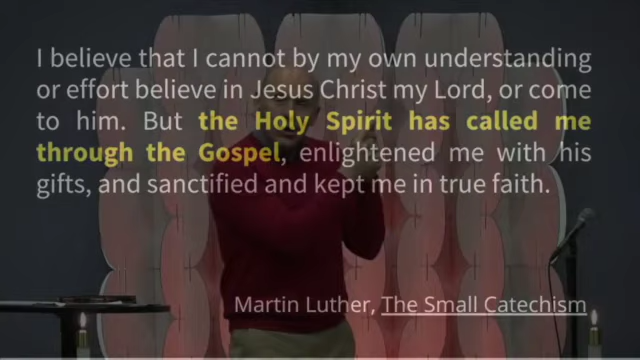 I believe that I cannot by my own understanding
or effort believe in Jesus Christ my Lord, or come
to him. But the Holy Spirit has called me
through the Gospel, enlightened me with his
gifts, and sanctified and kept me in true faith.
Martin Luther, The Small Catechism